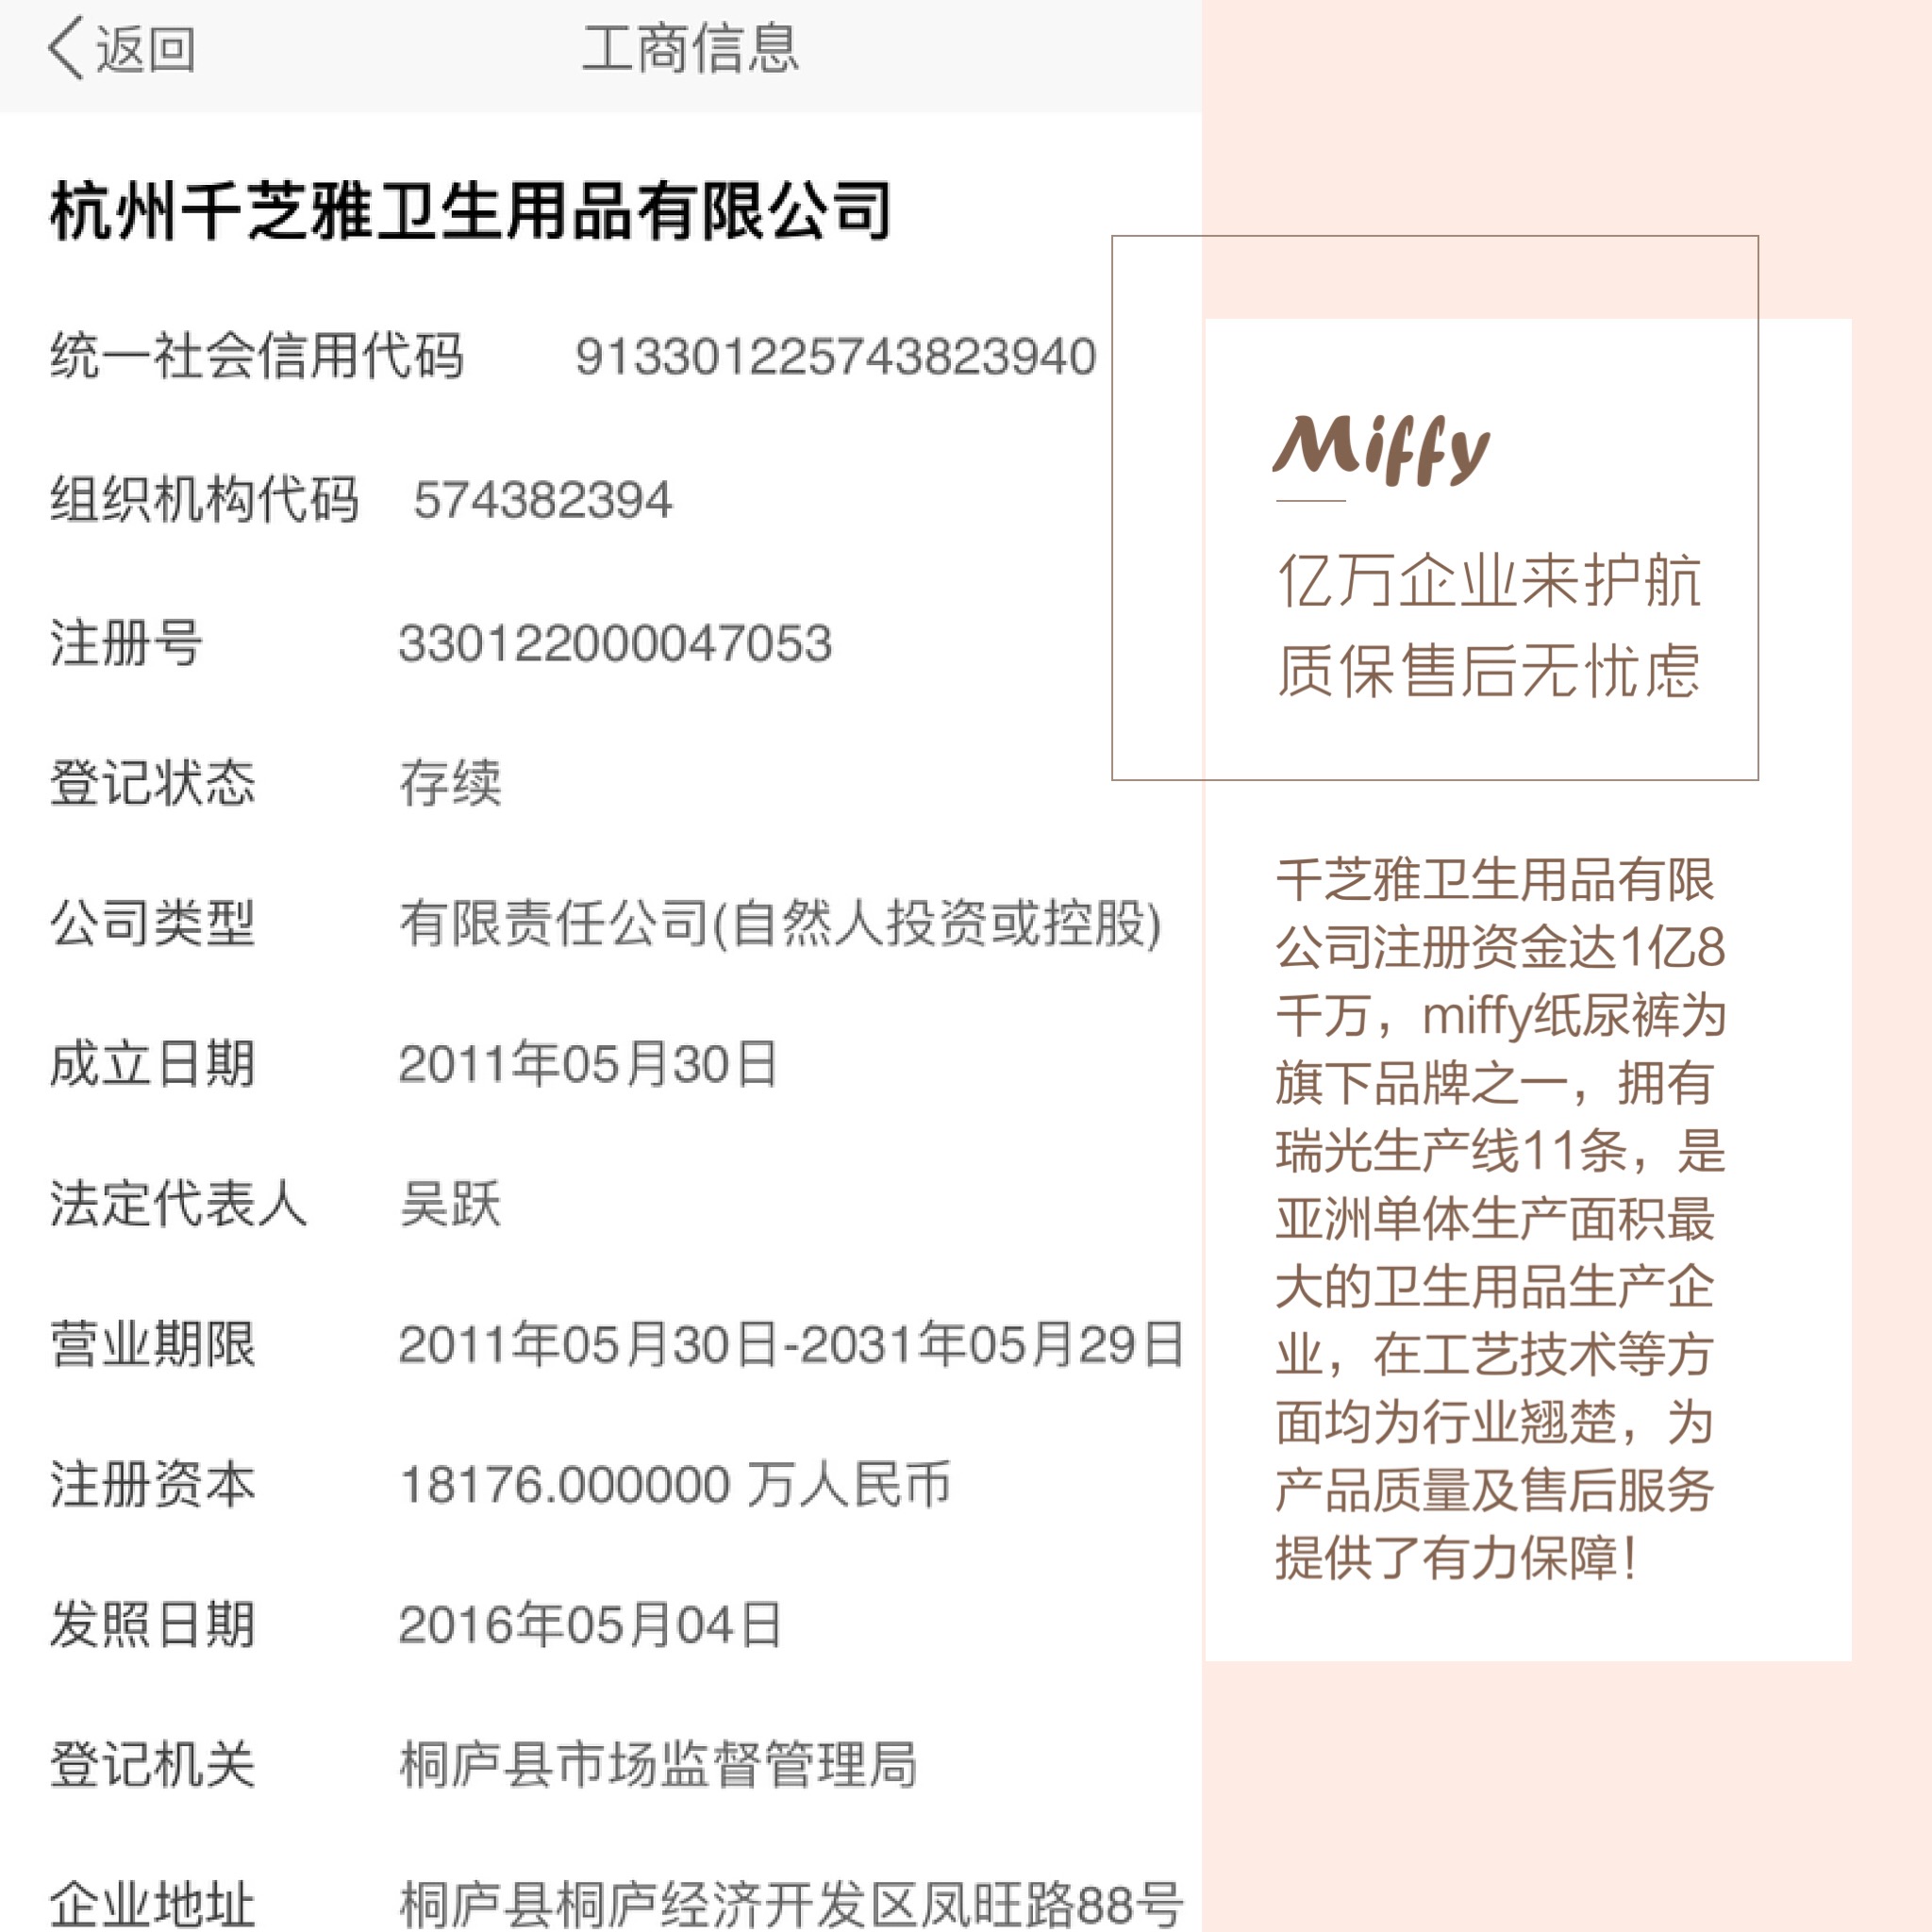 返回
工商信息
杭州千芝雅卫生用品有限公司
统一社会信用代码 913301225743823940
组织机构代码 574382394
注册号 330122000047053
登记状态 存续
公司类型 有限责任公司(自然人投资或控股)
成立日期 2011年05月30日
法定代表人 吴跃
营业期限 2011年05月30日-2031年05月29日
注册资本 18176.000000 万人民币
发照日期 2016年05月04日
登记机关 桐庐县市场监督管理局
企业地址 桐庐县桐庐经济开发区凤旺路88号
Miffy
亿万企业来护航
质保售后无忧虑
千芝雅卫生用品有限
公司注册资金达1亿8
千万，miffy纸尿裤为
旗下品牌之一，拥有
瑞光生产线11条，是
亚洲单体生产面积最
大的卫生用品生产企
业，在工艺技术等方
面均为行业翘楚，为
产品质量及售后服务
提供了有力保障！